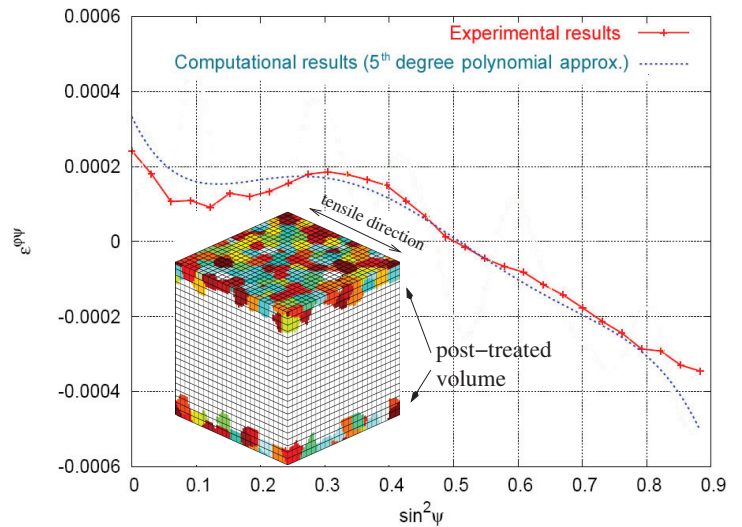 0.0006
0.0004
0.0002
0
-0.0002
-0.0004
-0.0006
ε^φψ
Experimental results
Computational results (5th degree polynomial approx.)
tensile direction
post-treated
volume
0 0.1 0.2 0.3 0.4 0.5 0.6 0.7 0.8 0.9
sin²ψ